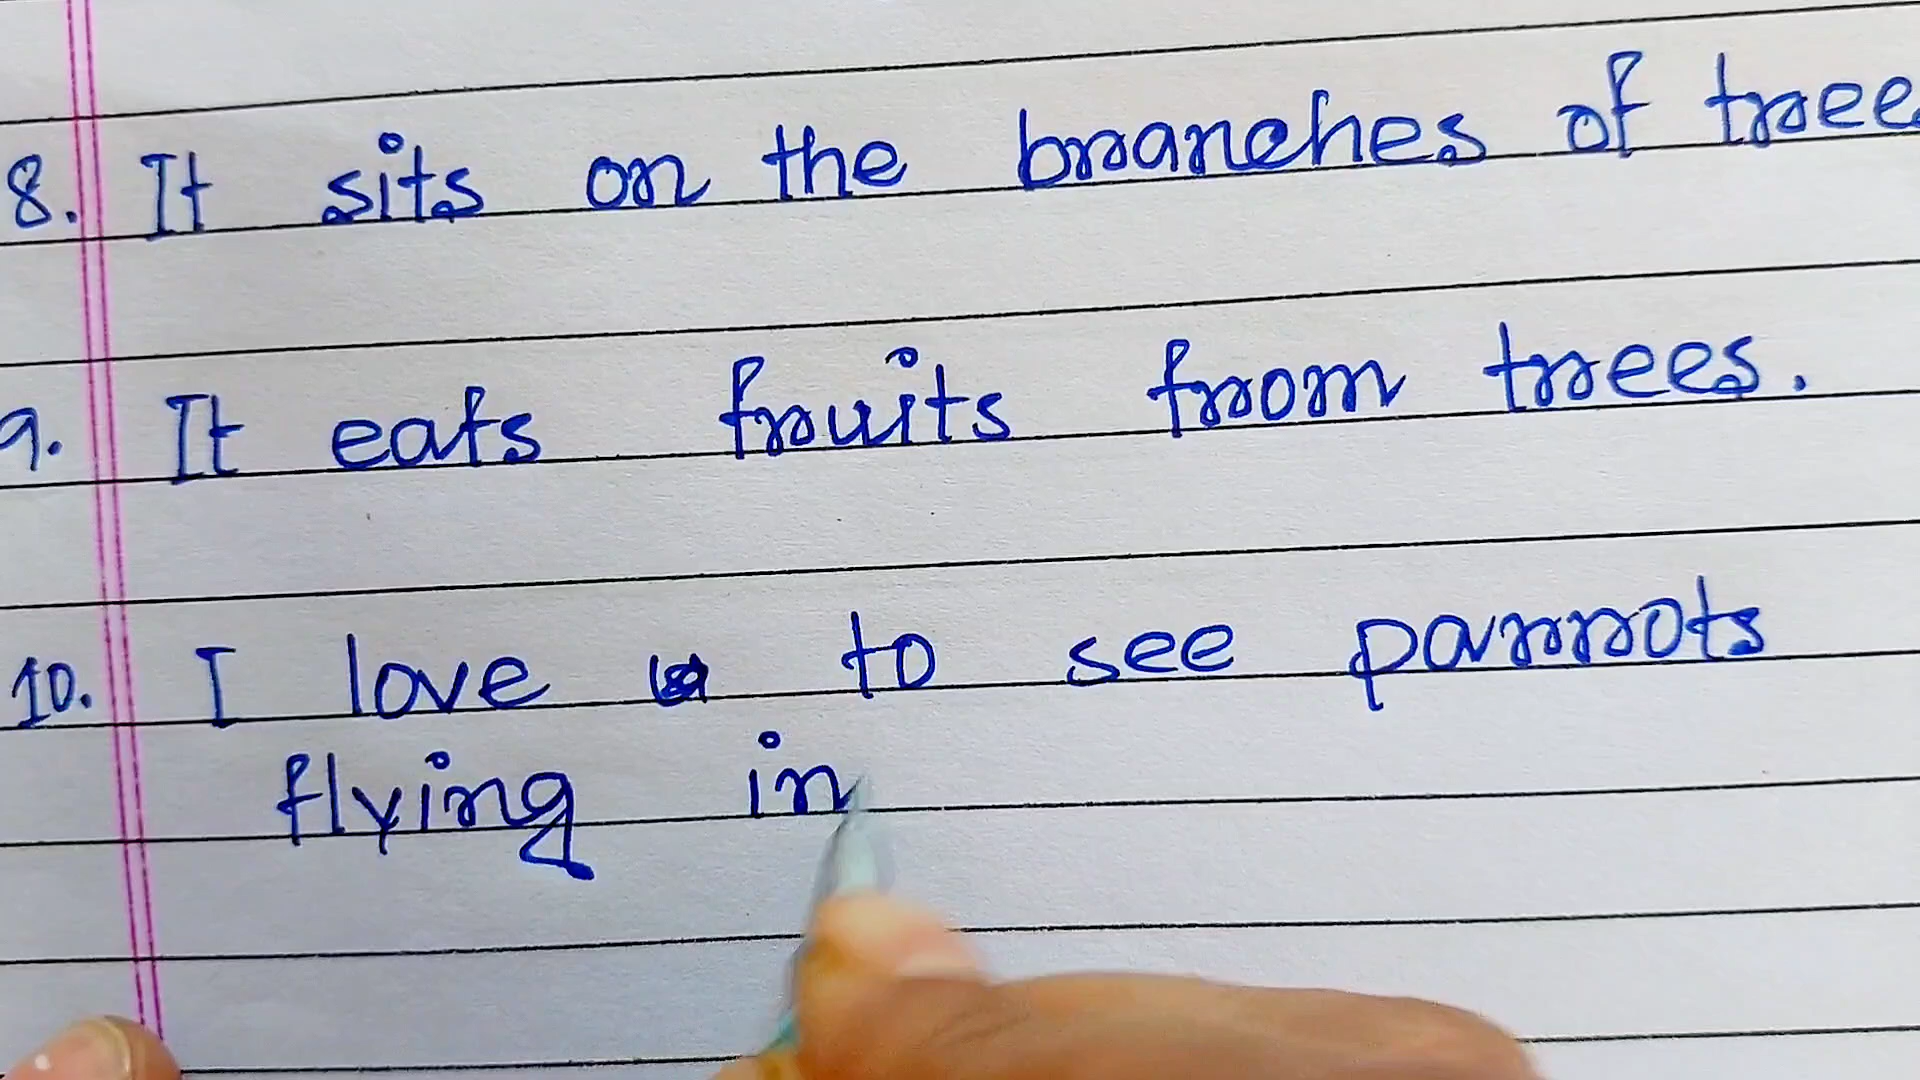 8. It sits on the branches of tree
9. It eats fruits from trees.
10. I love to see parrots
flying in